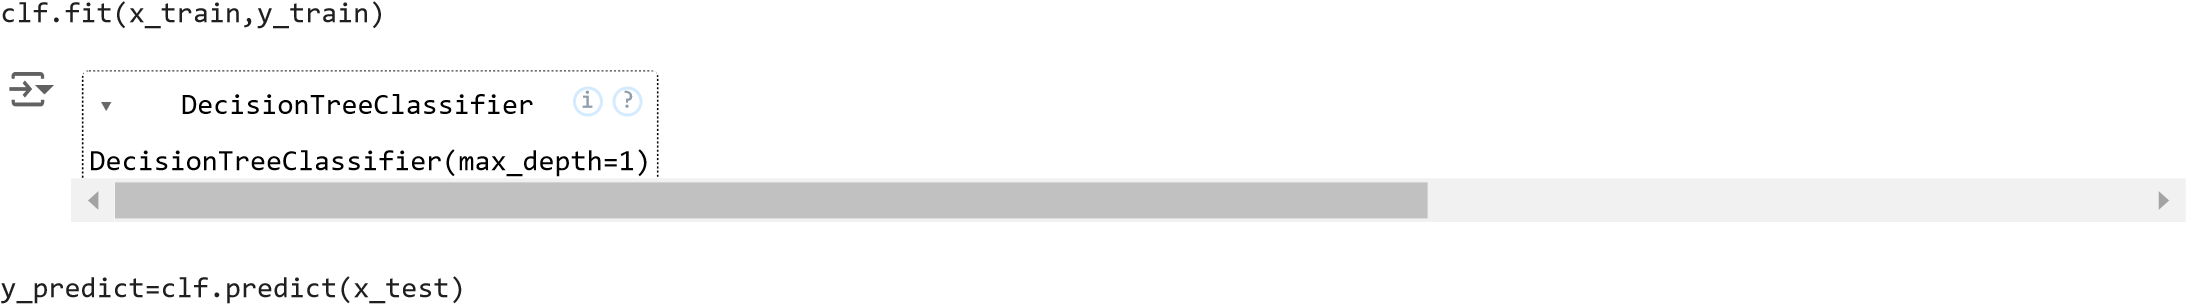 clf.fit(x_train,y_train)
DecisionTreeClassifier i ?
DecisionTreeClassifier(max_depth=1)
y_predict=clf.predict(x_test)